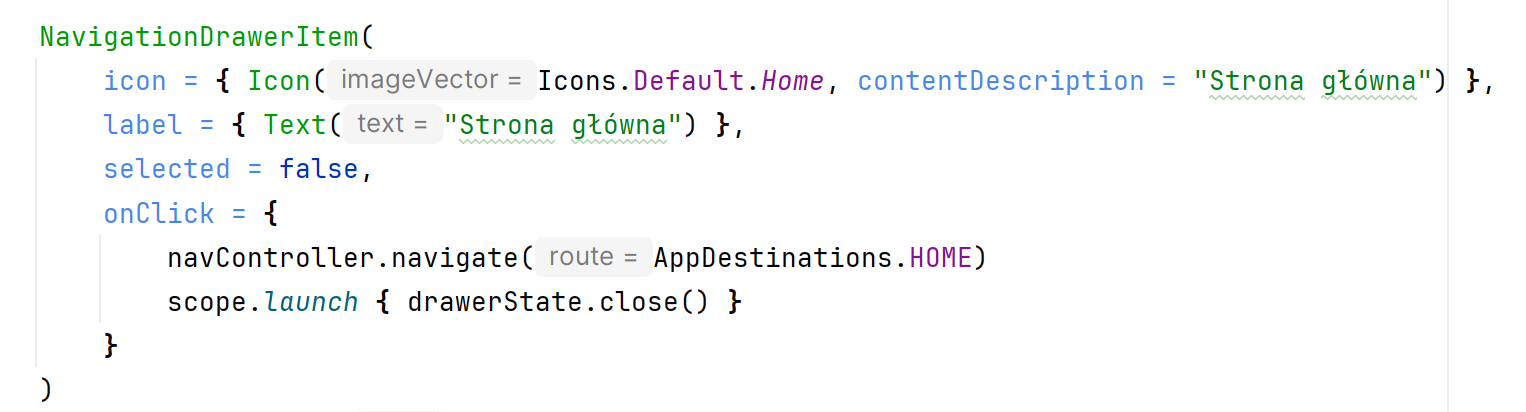 NavigationDrawerItem(
icon = { Icon( imageVector = Icons.Default.Home, contentDescription = "Strona główna") },
label = { Text( text = "Strona główna") },
selected = false,
onClick = {
navController.navigate( route = AppDestinations.HOME)
scope.launch { drawerState.close() }
}
)